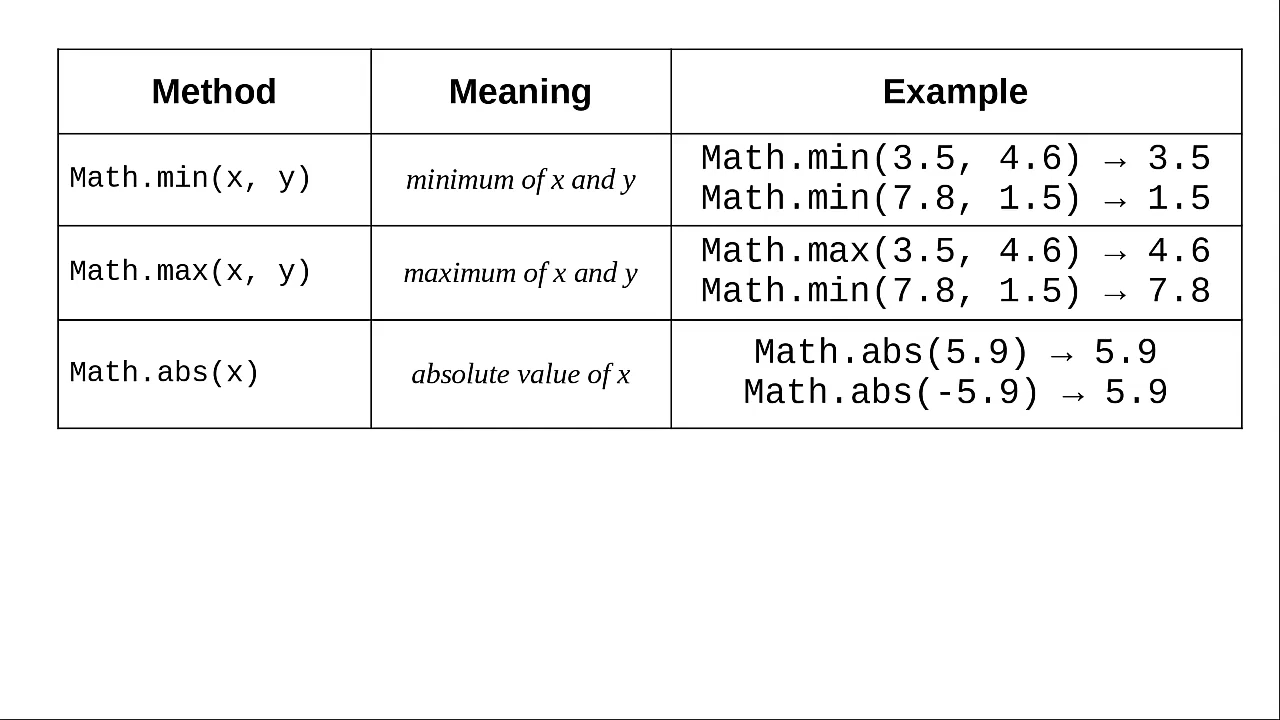 Method Meaning Example
Math.min(x, y) minimum of x and y Math.min(3.5, 4.6) → 3.5
Math.min(7.8, 1.5) → 1.5
Math.max(x, y) maximum of x and y Math.max(3.5, 4.6) → 4.6
Math.min(7.8, 1.5) → 7.8
Math.abs(x) absolute value of x Math.abs(5.9) → 5.9
Math.abs(-5.9) → 5.9